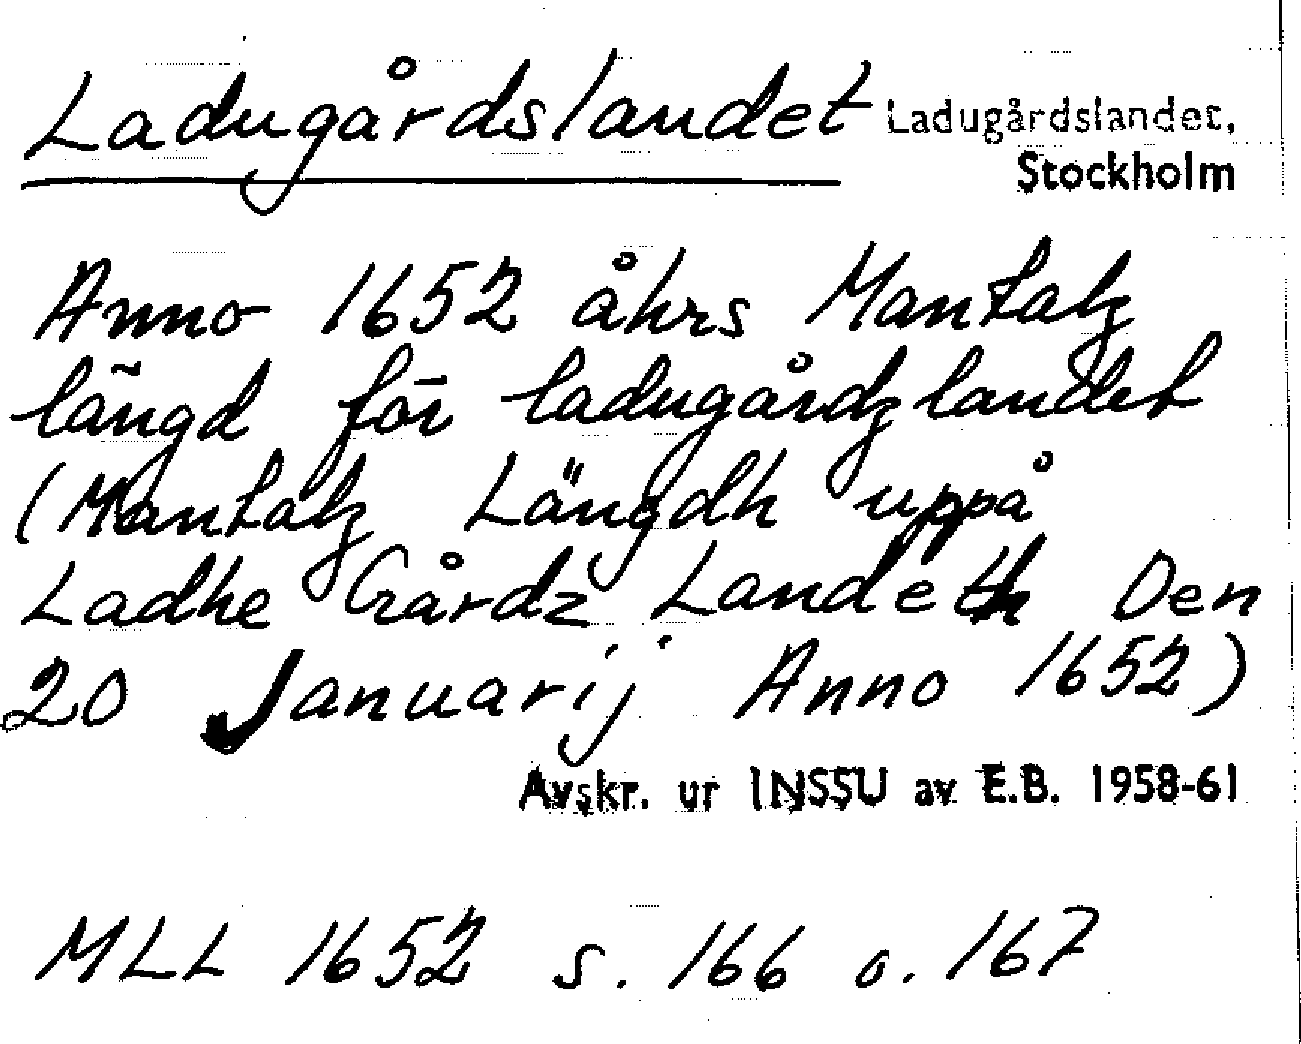 Ladugårdslandet Ladugårdslandet,
Stockholm
Anno 1652 åhrs Mantalz
längd för ladugårdzlandet
(Mantalz Längdh uppå
Ladhe Gårdz Landeth Den
20 Januarij Anno 1652)
Avskr. ur INSSU av E.B. 1958-61
MLL 1652 s. 166 o. 167